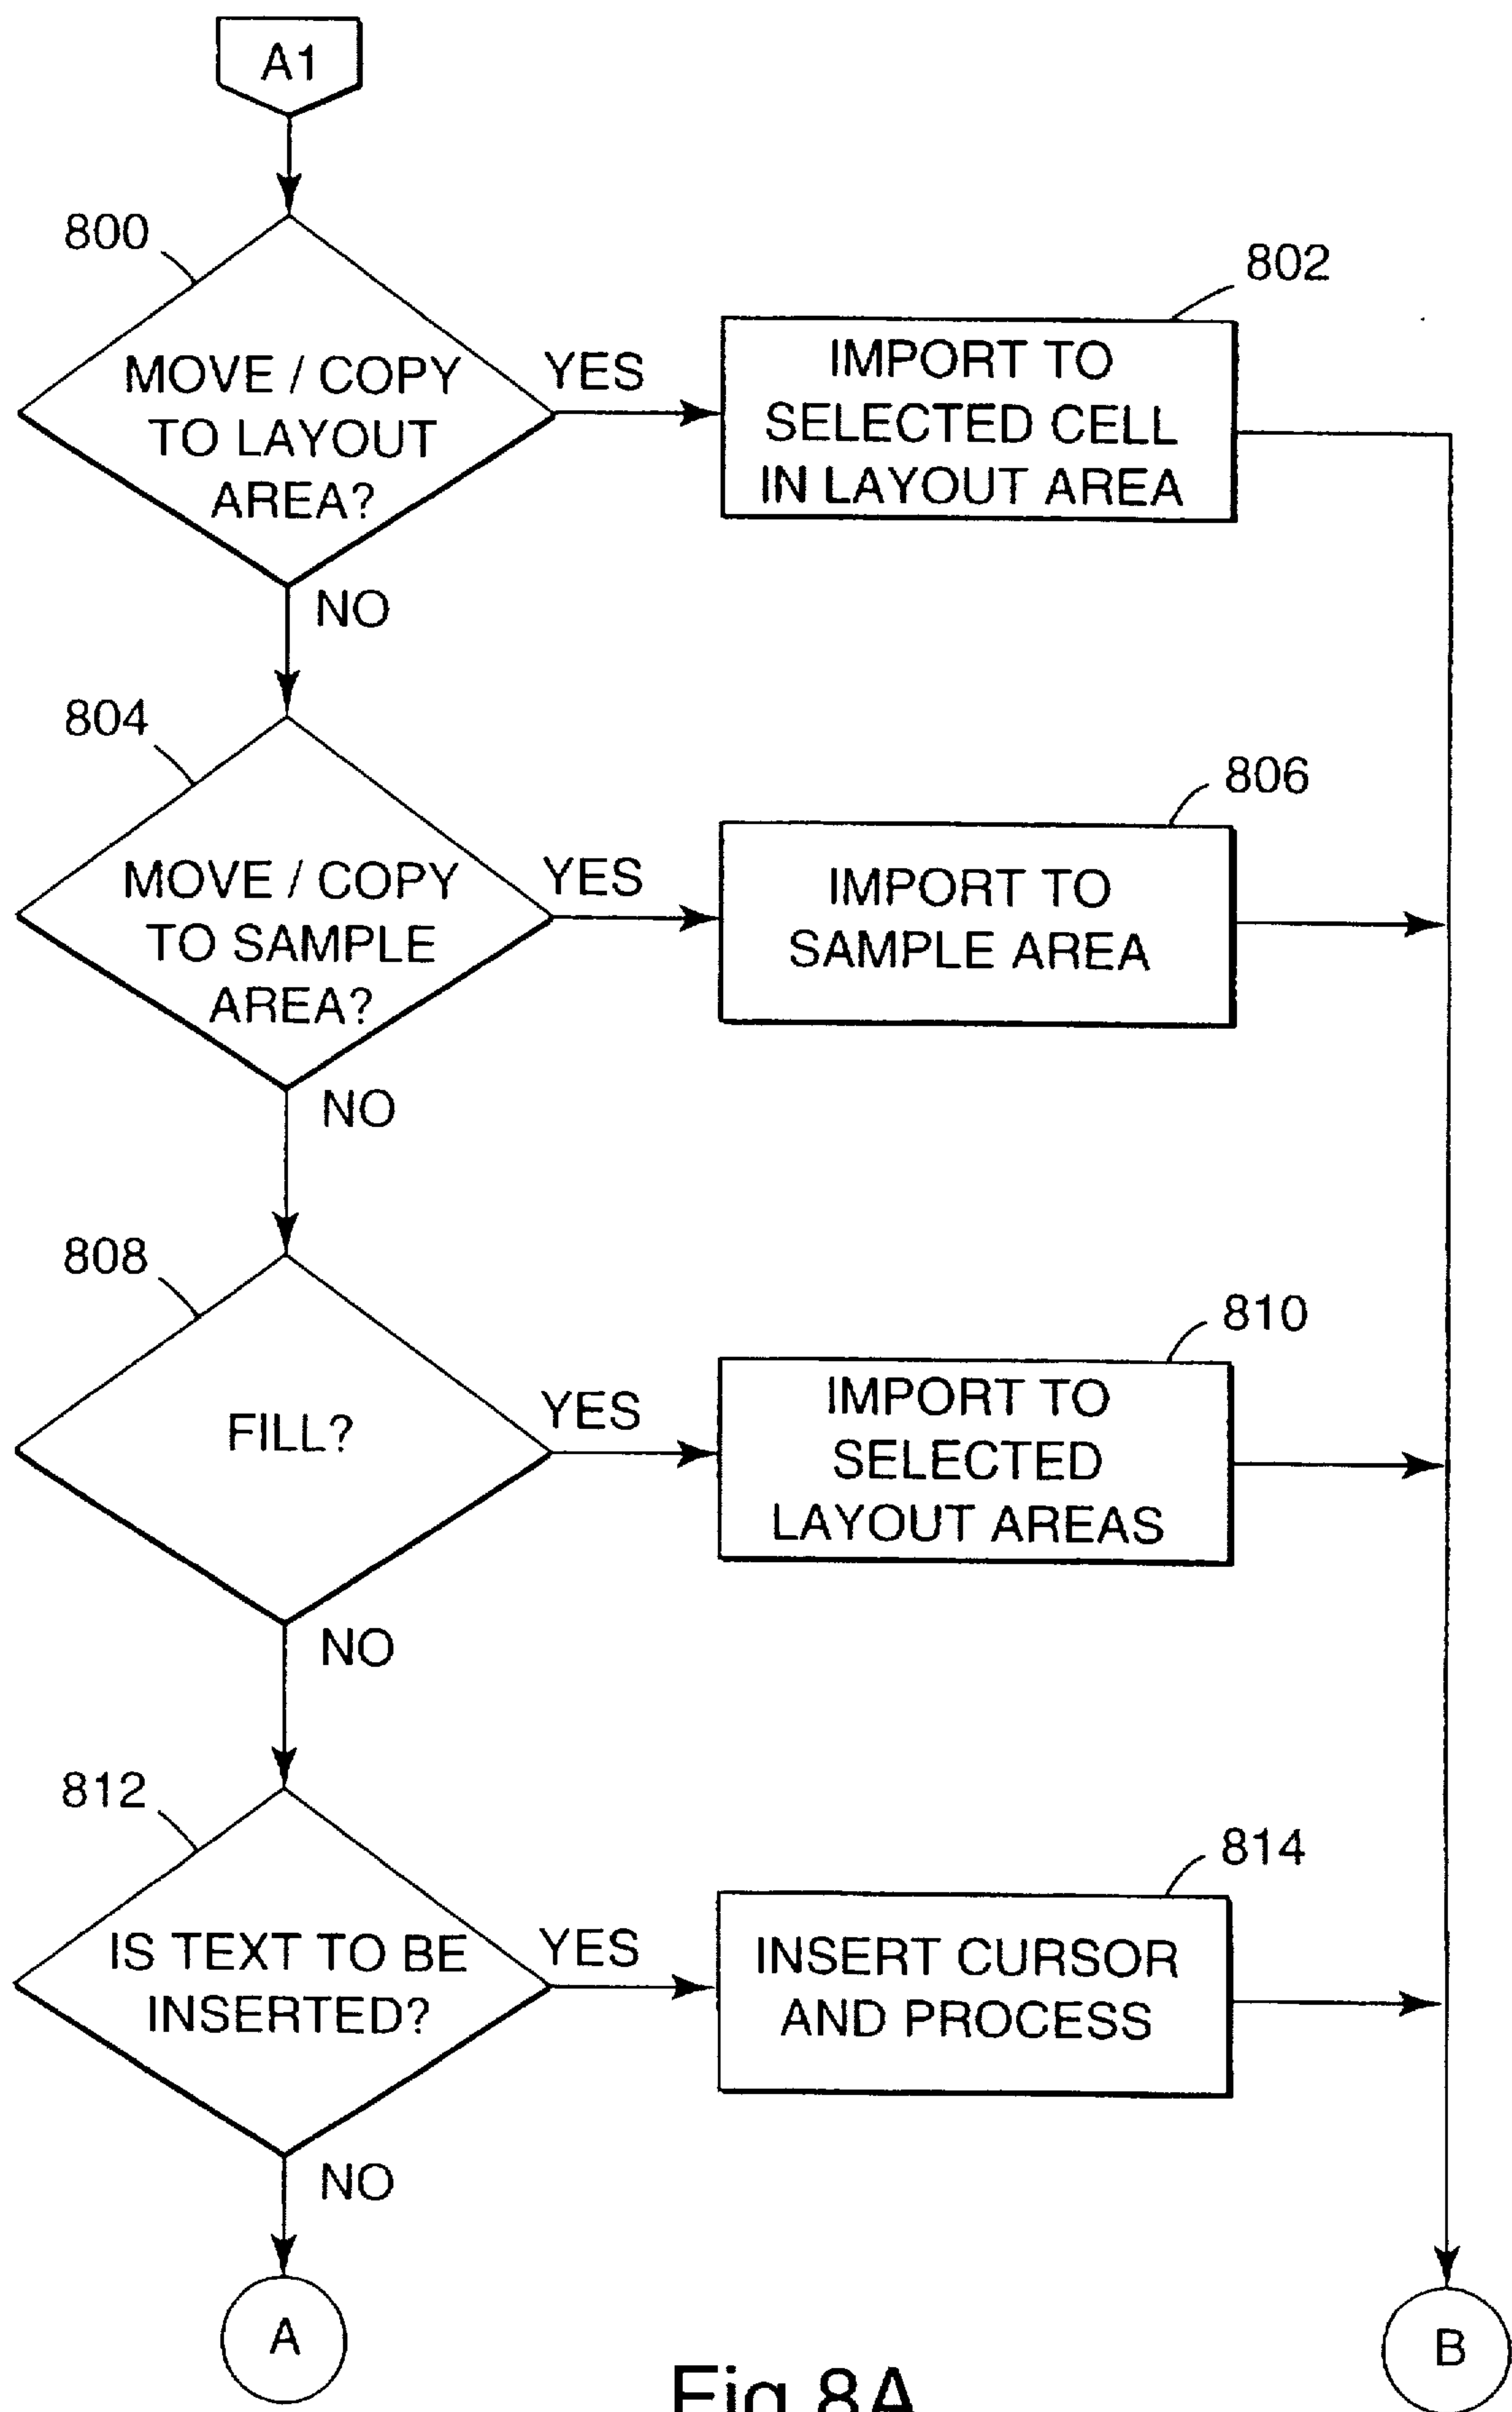 A1
800
MOVE / COPY
TO LAYOUT
AREA?
YES
802
IMPORT TO
SELECTED CELL
IN LAYOUT AREA
NO
804
MOVE / COPY
TO SAMPLE
AREA?
YES
806
IMPORT TO
SAMPLE AREA
NO
808
FILL?
YES
810
IMPORT TO
SELECTED
LAYOUT AREAS
NO
812
IS TEXT TO BE
INSERTED?
YES
814
INSERT CURSOR
AND PROCESS
NO
A
B
Fig 8A